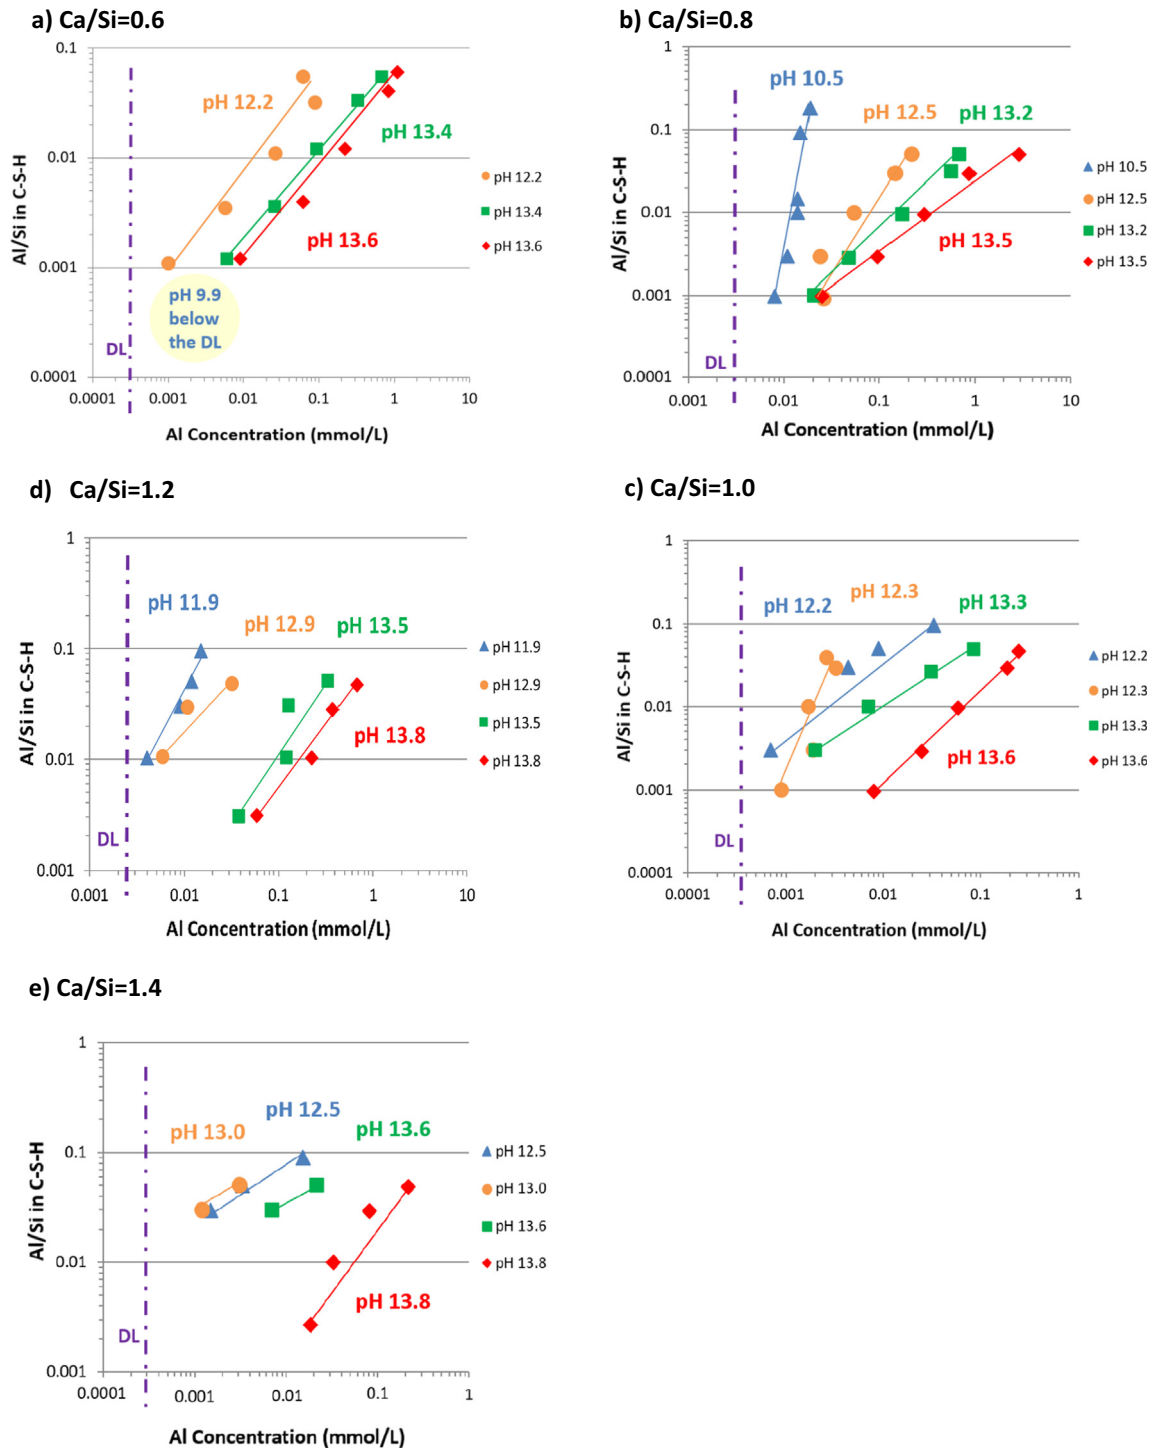 a) Ca/Si=0.6
0.1
0.01
0.001
0.0001
Al/Si in C-S-H
pH 12.2
pH 13.4
pH 13.6
pH 9.9
below
the DL
DL
0.0001 0.001 0.01 0.1 1 10
Al Concentration (mmol/L)
pH 12.2
pH 13.4
pH 13.6
b) Ca/Si=0.8
1
0.1
0.01
0.001
0.0001
Al/Si in C-S-H
pH 10.5
pH 12.5
pH 13.2
pH 13.5
DL
0.001 0.01 0.1 1 10
Al Concentration (mmol/L)
pH 10.5
pH 12.5
pH 13.2
pH 13.5
d) Ca/Si=1.2
1
0.1
0.01
0.001
Al/Si in C-S-H
pH 11.9
pH 12.9
pH 13.5
pH 13.8
DL
0.001 0.01 0.1 1 10
Al Concentration (mmol/L)
pH 11.9
pH 12.9
pH 13.5
pH 13.8
c) Ca/Si=1.0
1
0.1
0.01
0.001
0.0001
Al/Si in C-S-H
pH 12.2
pH 12.3
pH 13.3
pH 13.6
DL
0.0001 0.001 0.01 0.1 1
Al Concentration (mmol/L)
pH 12.2
pH 12.3
pH 13.3
pH 13.6
e) Ca/Si=1.4
1
0.1
0.01
0.001
Al/Si in C-S-H
pH 13.0
pH 12.5
pH 13.6
pH 13.8
DL
0.0001 0.001 0.01 0.1 1
Al Concentration (mmol/L)
pH 12.5
pH 13.0
pH 13.6
pH 13.8